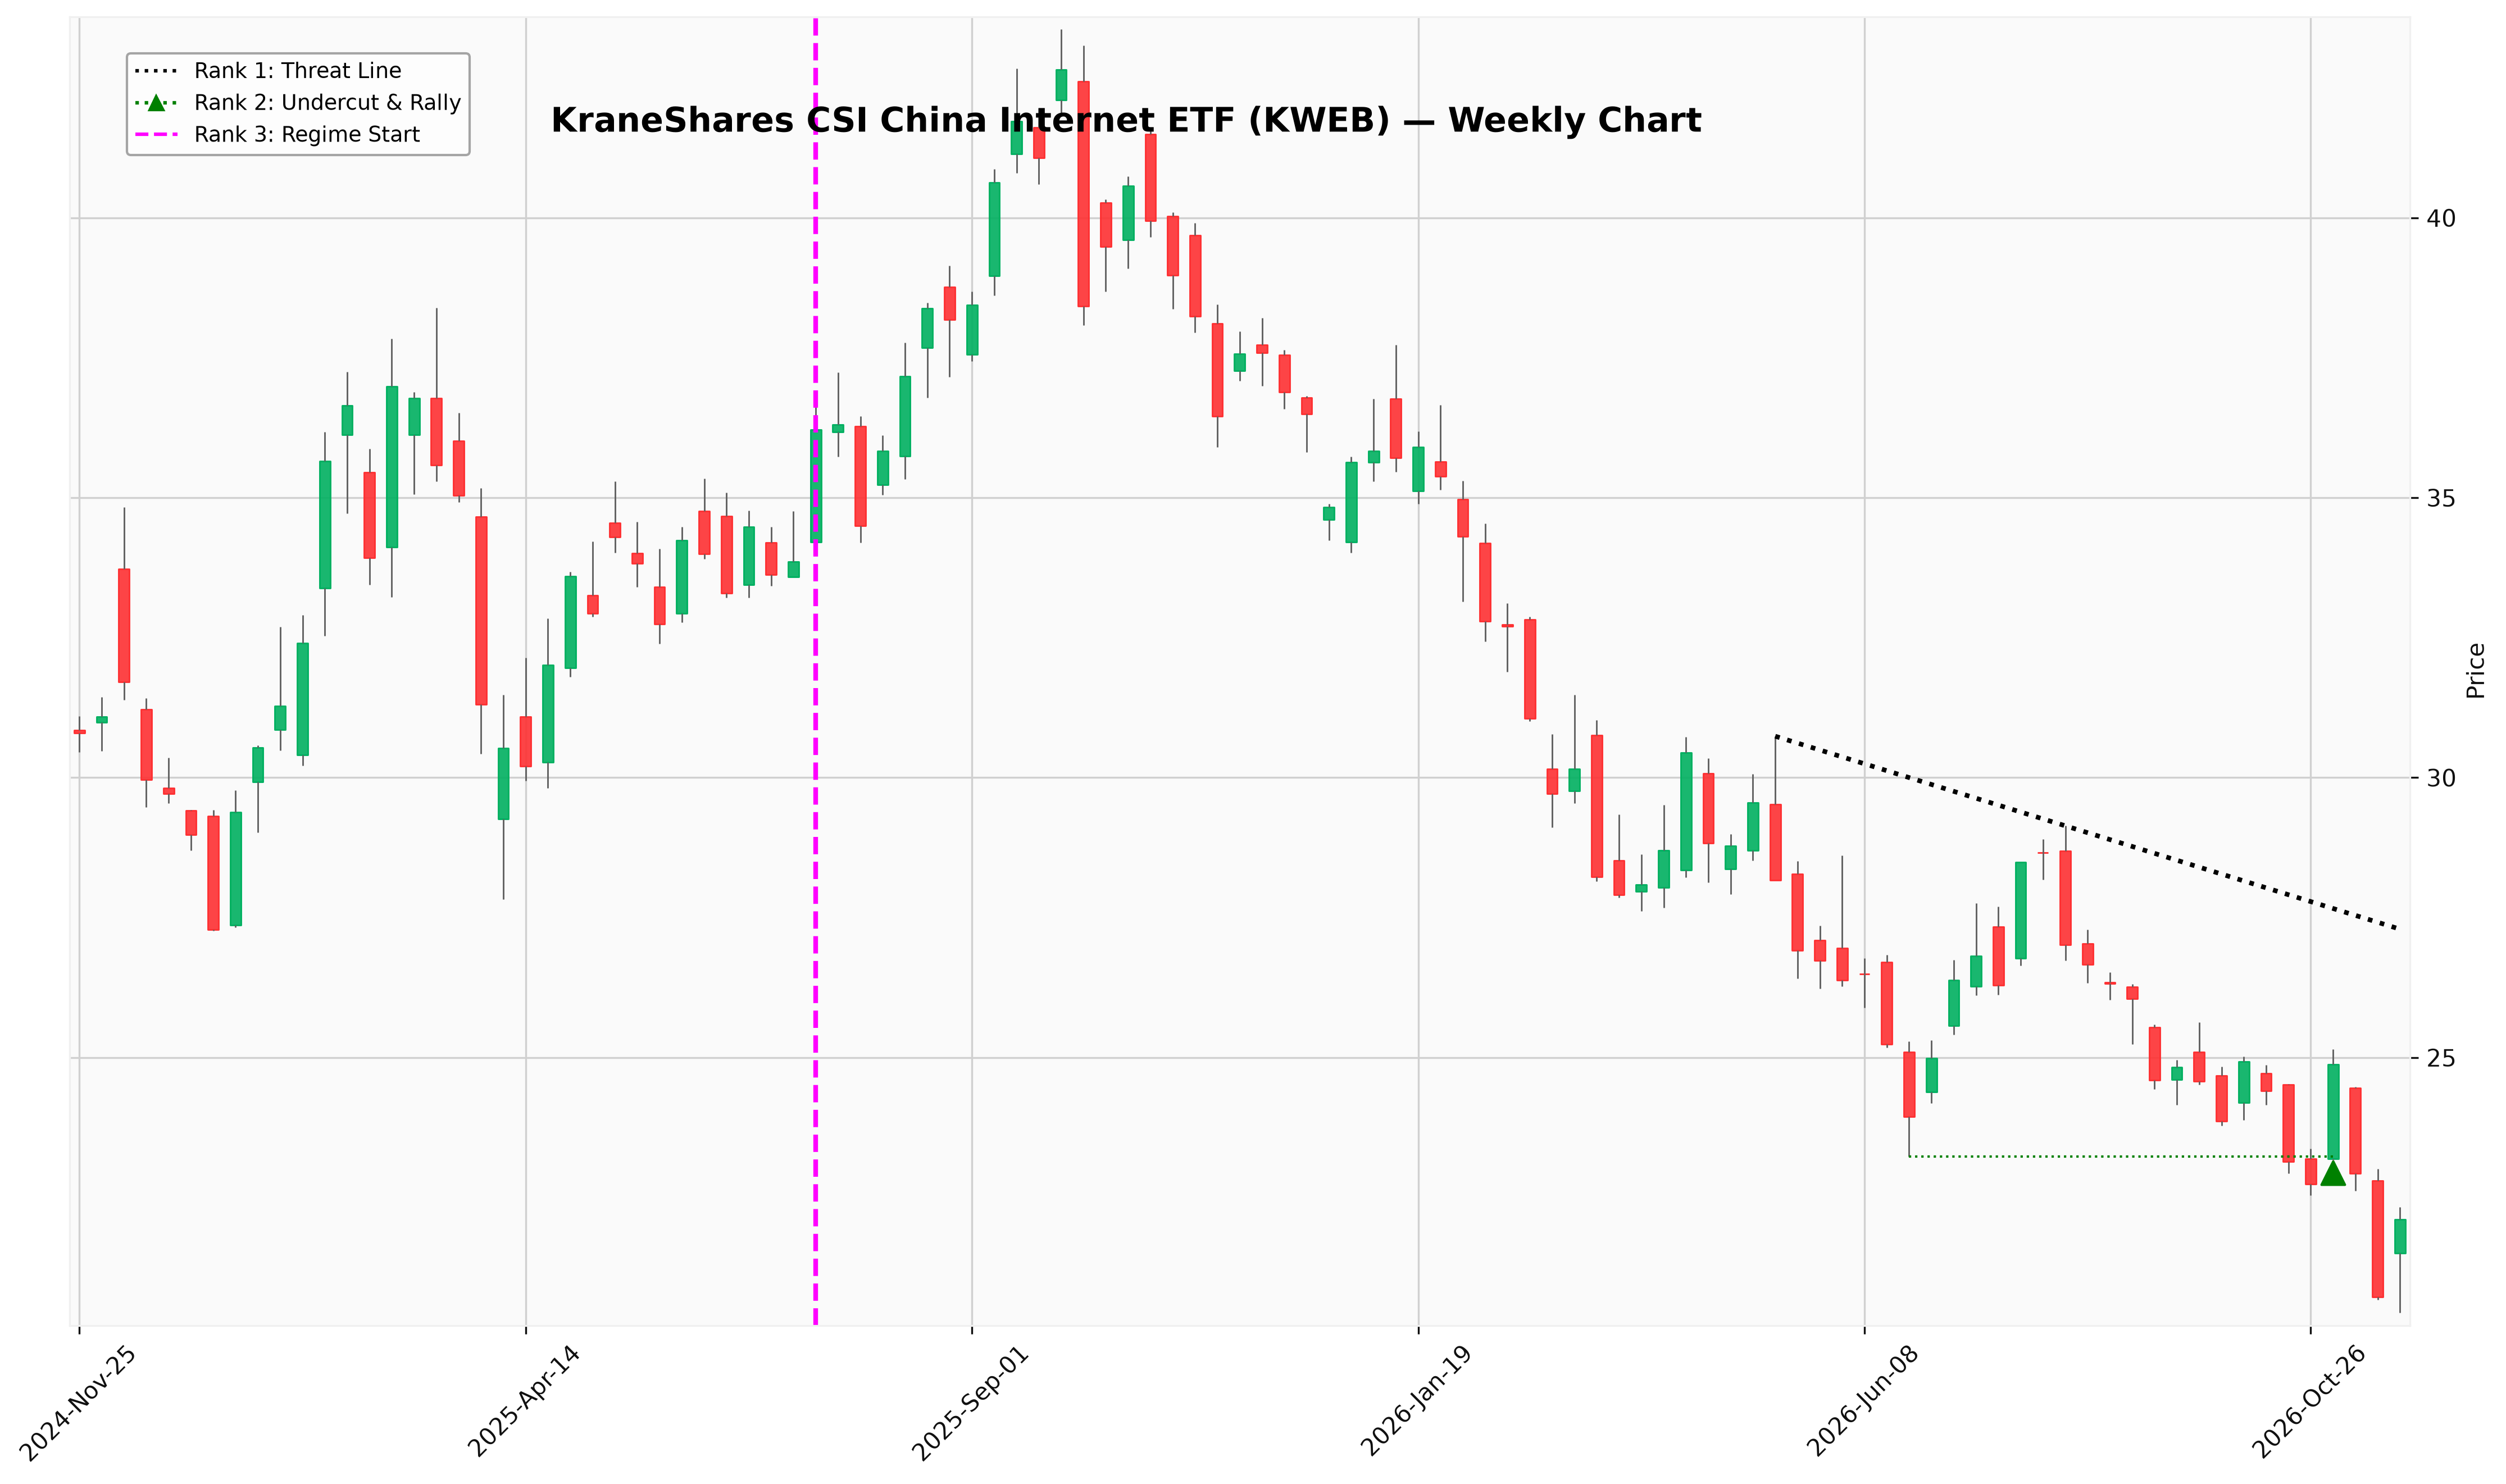 Rank 1: Threat Line
Rank 2: Undercut & Rally
Rank 3: Regime Start
KraneShares CSI China Internet ETF (KWEB) — Weekly Chart
40
35
30
25
Price
2024-Nov-25
2025-Apr-14
2025-Sep-01
2026-Jan-19
2026-Jun-08
2026-Oct-26